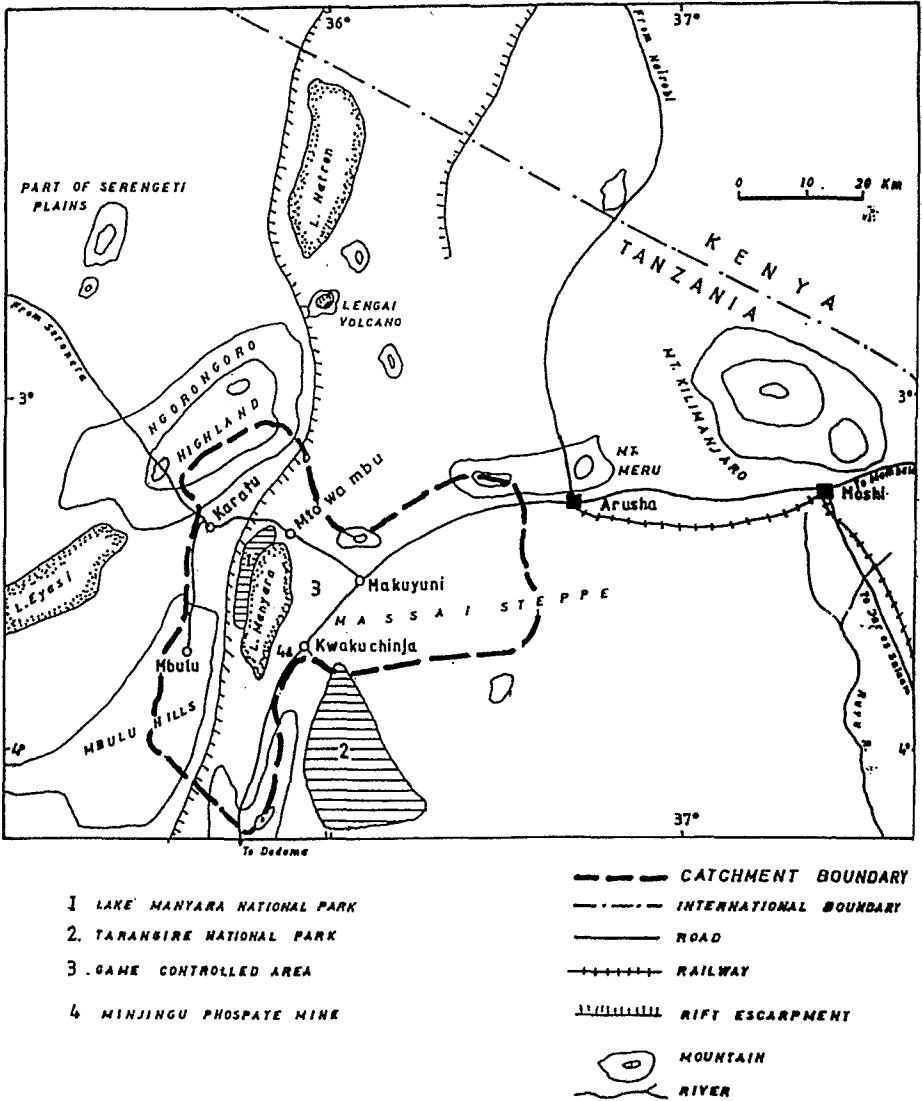 36°
37°
From Nairobi
PART OF SERENGETI
PLAINS
L. Natron
0 10 20 Km
KENYA
TANZANIA
LENGAI
VOLCANO
From Seronera
NGORONGORO
HIGHLAND
MT. KILIMANJARO
3°
3°
MT.
MERU
Karatu
Mto wa mbu
Arusha
Moshi
To Mombasa
L. Eyasi
L. Manyara
3
Makuyuni
MASSAI STEPPE
4
Kwakuchinja
Mbulu
To Dar es Salaam
Ruvu R.
MBULU HILLS
4°
2
4°
37°
To Dodoma
1 LAKE MANYARA NATIONAL PARK
2. TARANGIRE NATIONAL PARK
3. GAME CONTROLLED AREA
4 MINJINGU PHOSPATE MINE
CATCHMENT BOUNDARY
INTERNATIONAL BOUNDARY
ROAD
RAILWAY
RIFT ESCARPMENT
MOUNTAIN
RIVER